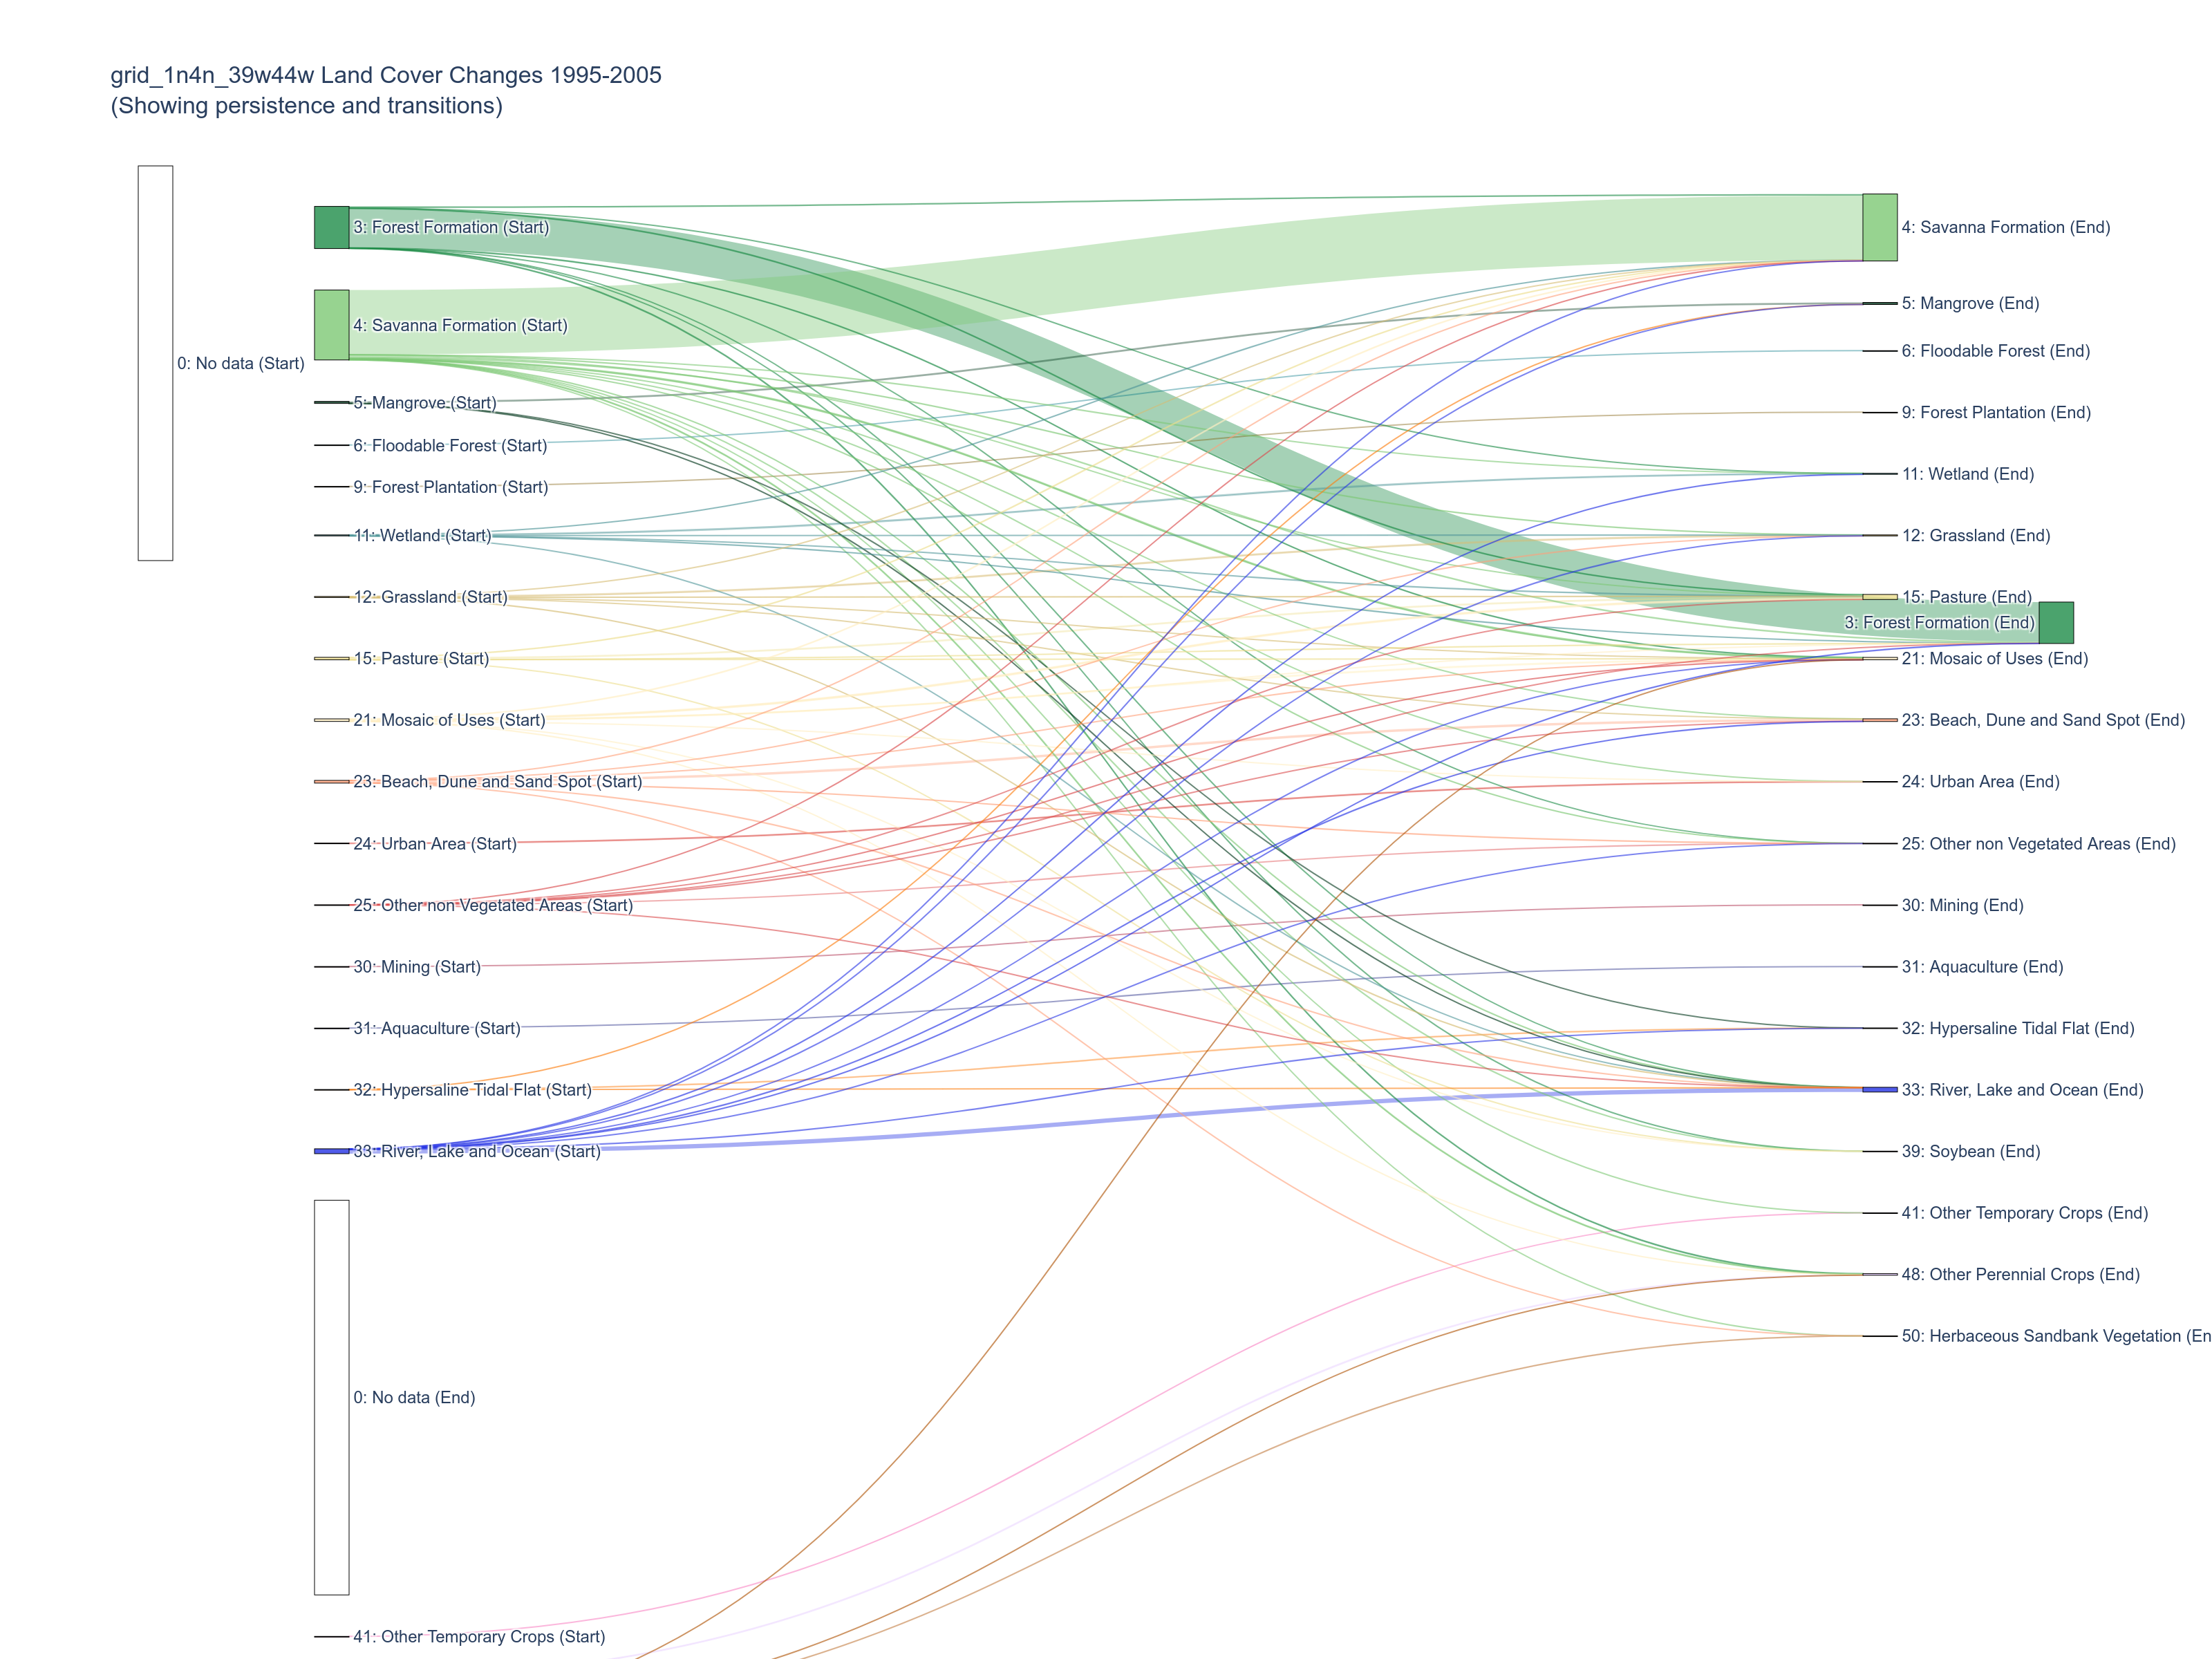 grid_1n4n_39w44w Land Cover Changes 1995-2005
(Showing persistence and transitions)
0: No data (Start)
3: Forest Formation (Start)
4: Savanna Formation (Start)
5: Mangrove (Start)
6: Floodable Forest (Start)
9: Forest Plantation (Start)
11: Wetland (Start)
12: Grassland (Start)
15: Pasture (Start)
21: Mosaic of Uses (Start)
23: Beach, Dune and Sand Spot (Start)
24: Urban Area (Start)
25: Other non Vegetated Areas (Start)
30: Mining (Start)
31: Aquaculture (Start)
32: Hypersaline Tidal Flat (Start)
33: River, Lake and Ocean (Start)
0: No data (End)
41: Other Temporary Crops (Start)
4: Savanna Formation (End)
5: Mangrove (End)
6: Floodable Forest (End)
9: Forest Plantation (End)
11: Wetland (End)
12: Grassland (End)
15: Pasture (End)
3: Forest Formation (End)
21: Mosaic of Uses (End)
23: Beach, Dune and Sand Spot (End)
24: Urban Area (End)
25: Other non Vegetated Areas (End)
30: Mining (End)
31: Aquaculture (End)
32: Hypersaline Tidal Flat (End)
33: River, Lake and Ocean (End)
39: Soybean (End)
41: Other Temporary Crops (End)
48: Other Perennial Crops (End)
50: Herbaceous Sandbank Vegetation (En